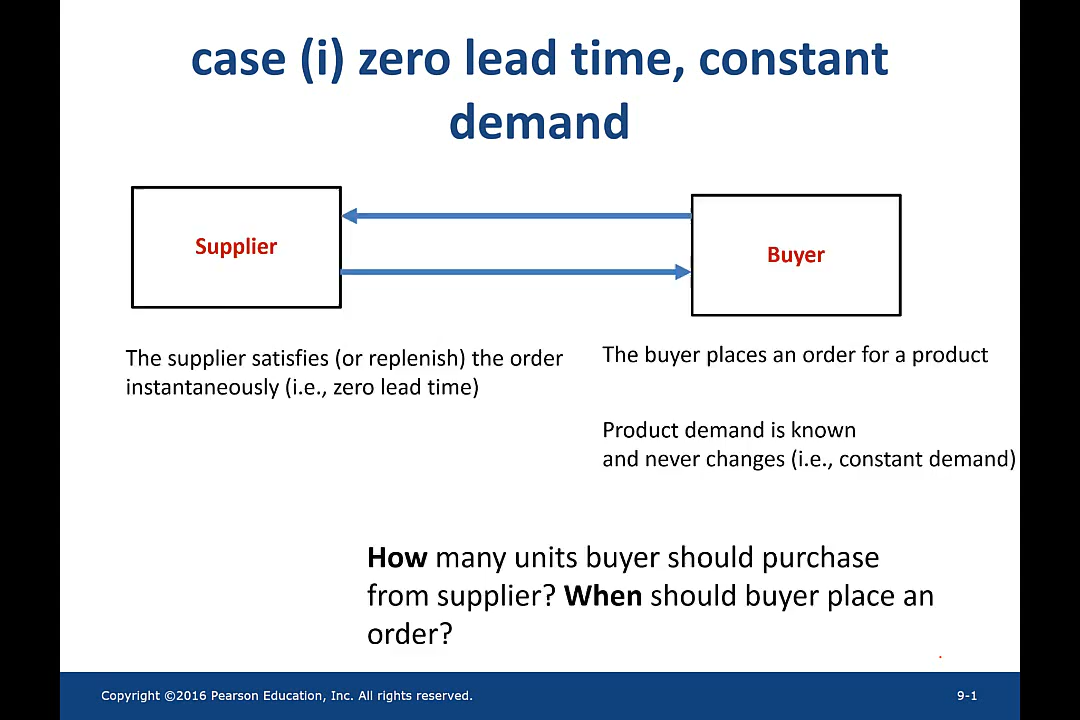 case (i) zero lead time, constant
demand
Supplier
Buyer
The supplier satisfies (or replenish) the order
instantaneously (i.e., zero lead time)
The buyer places an order for a product
Product demand is known
and never changes (i.e., constant demand)
How many units buyer should purchase
from supplier? When should buyer place an
order?
Copyright ©2016 Pearson Education, Inc. All rights reserved.
9-1